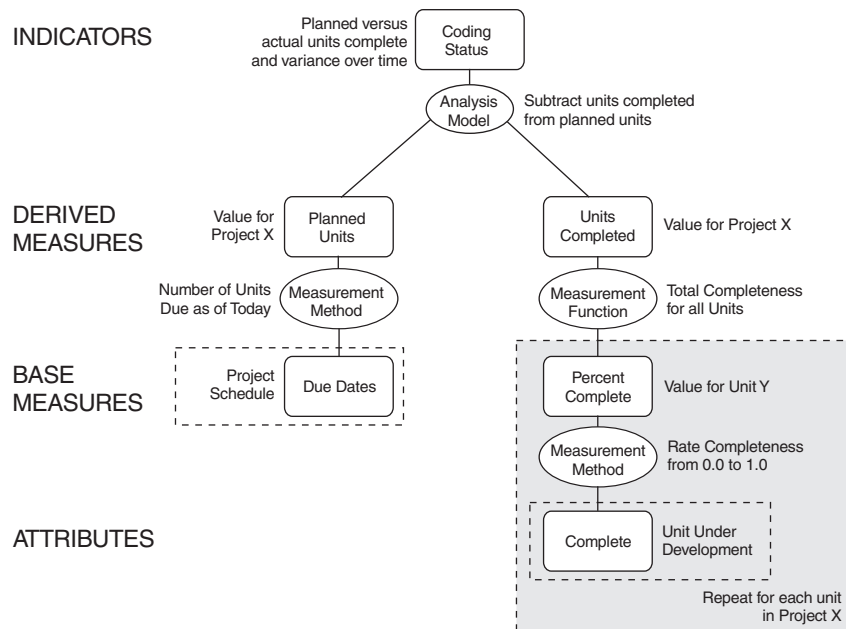 INDICATORS
Planned versus
actual units complete
and variance over time
Coding
Status
Analysis
Model
Subtract units completed
from planned units
DERIVED
MEASURES
Value for
Project X
Planned
Units
Units
Completed
Value for Project X
Number of Units
Due as of Today
Measurement
Method
Measurement
Function
Total Completeness
for all Units
BASE
MEASURES
Project
Schedule
Due Dates
Percent
Complete
Value for Unit Y
Measurement
Method
Rate Completeness
from 0.0 to 1.0
ATTRIBUTES
Complete
Unit Under
Development
Repeat for each unit
in Project X